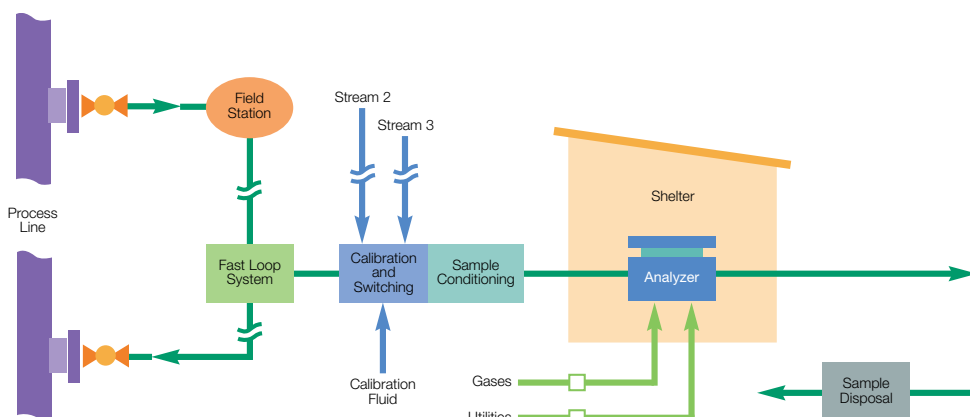 Field
Station
Stream 2
Stream 3
Shelter
Process
Line
Fast Loop
System
Calibration
and
Switching
Sample
Conditioning
Analyzer
Calibration
Fluid
Gases
Utilities
Sample
Disposal